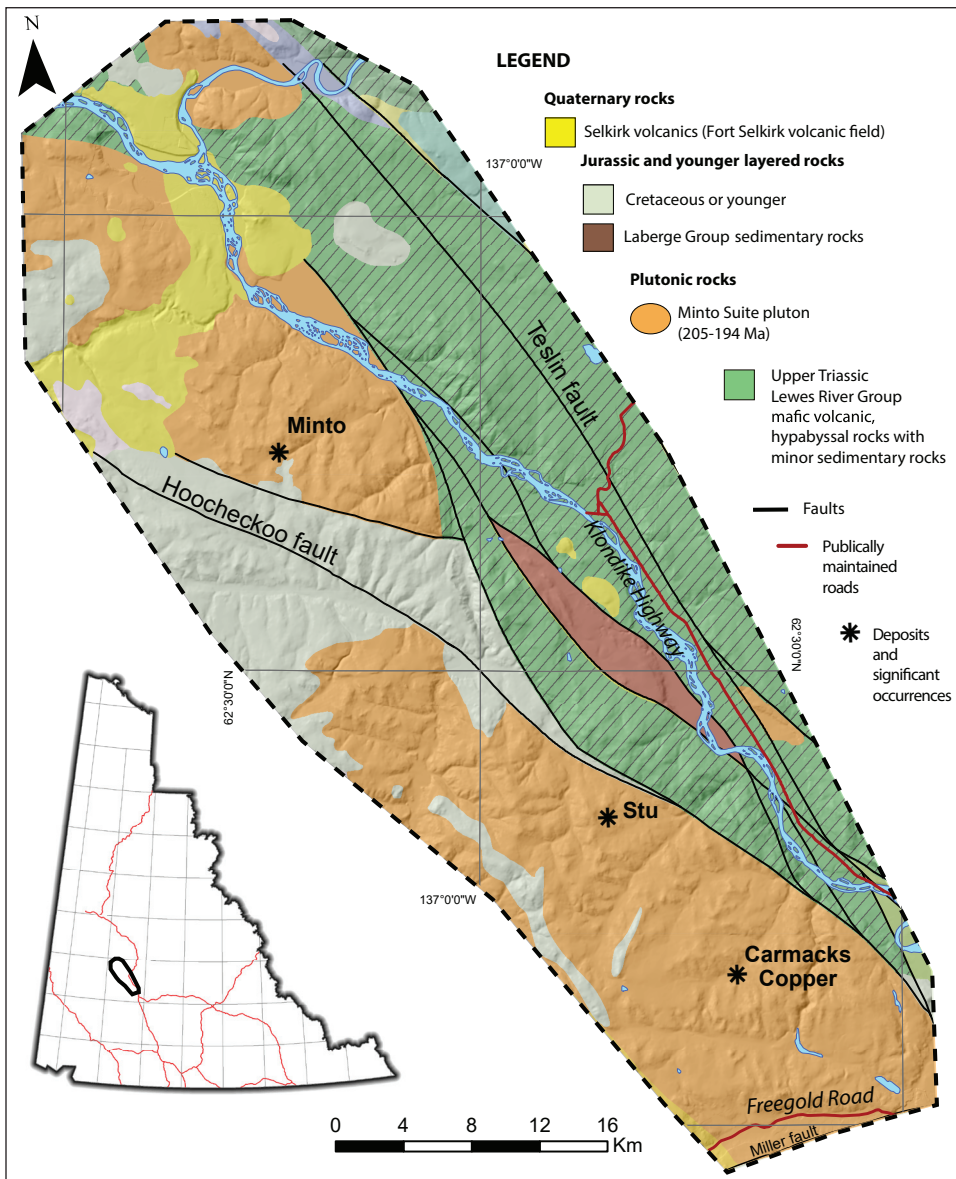 N
LEGEND
Quaternary rocks
Selkirk volcanics (Fort Selkirk volcanic field)
Jurassic and younger layered rocks
Cretaceous or younger
Laberge Group sedimentary rocks
Plutonic rocks
Minto Suite pluton
(205-194 Ma)
Upper Triassic
Lewes River Group
mafic volcanic,
hypabyssal rocks with
minor sedimentary rocks
Faults
Publically
maintained
roads
Deposits
and
significant
occurrences
137°0'0"W
Teslin fault
Minto
Hoocheckoo fault
Klondike Highway
62°30'0"N
62°30'0"N
Stu
137°0'0"W
Carmacks
Copper
Freegold Road
Miller fault
0 4 8 12 16
Km